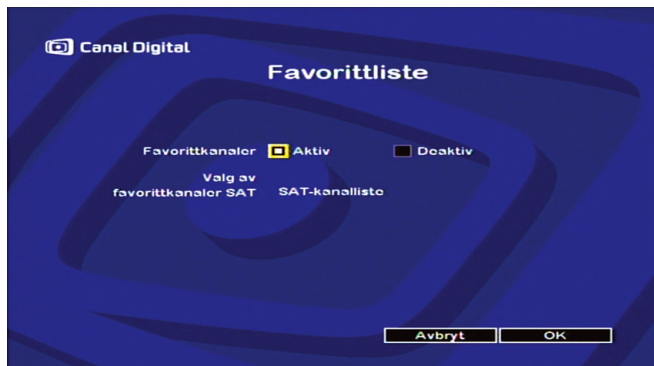 Canal Digital
Favorittliste
Favorittkanaler Aktiv Deaktiv
Valg av
favorittkanaler SAT SAT-kanalliste
Avbryt OK